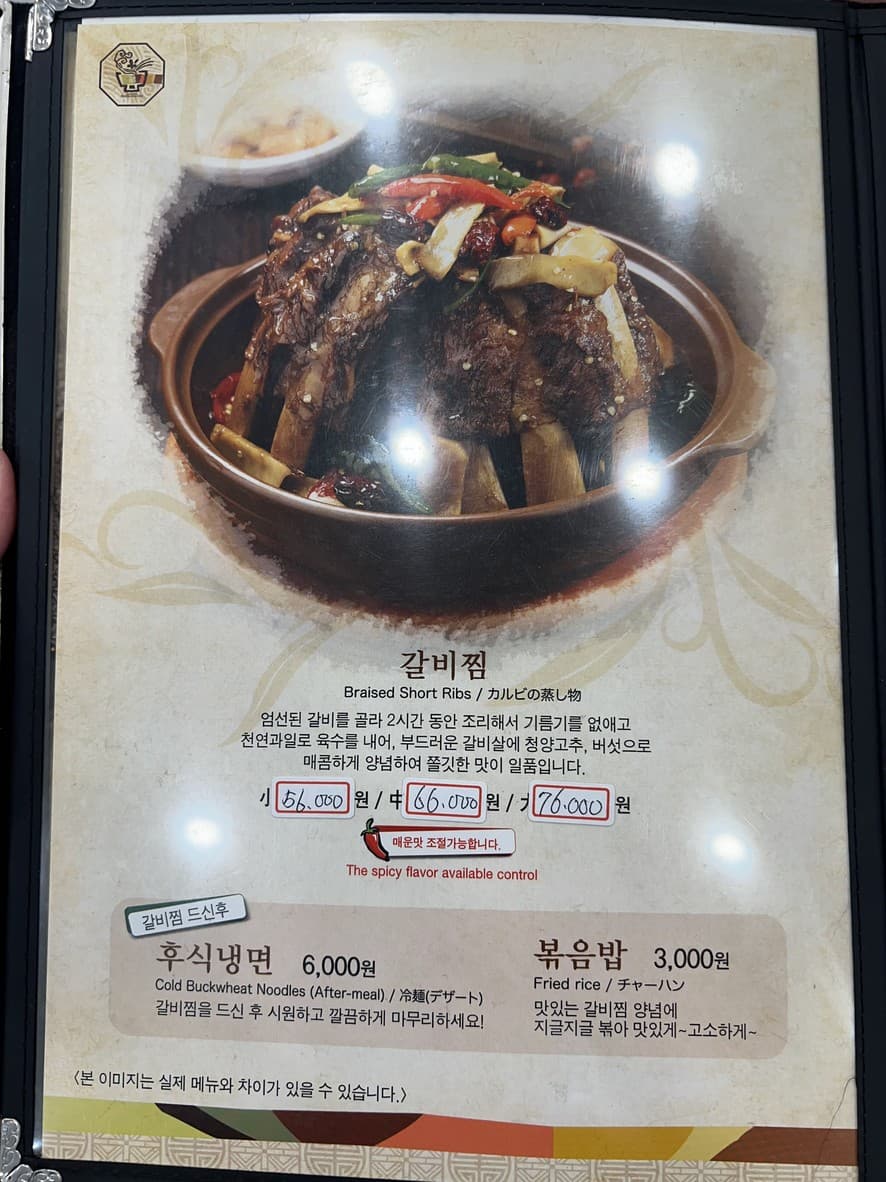 갈비찜
Braised Short Ribs / カルビの蒸し物
엄선된 갈비를 골라 2시간 동안 조리해서 기름기를 없애고
천연과일로 육수를 내어, 부드러운 갈비살에 청양고추, 버섯으로
매콤하게 양념하여 쫄깃한 맛이 일품입니다.
小 56.000 원 / 中 66.000 원 / 大 76.000 원
매운맛 조절가능합니다.
The spicy flavor available control
갈비찜 드신후
후식냉면 6,000원
Cold Buckwheat Noodles (After-meal) / 冷麺(デザート)
갈비찜을 드신 후 시원하고 깔끔하게 마무리하세요!
볶음밥 3,000원
Fried rice / チャーハン
맛있는 갈비찜 양념에
지글지글 볶아 맛있게~고소하게~
〈본 이미지는 실제 메뉴와 차이가 있을 수 있습니다.〉